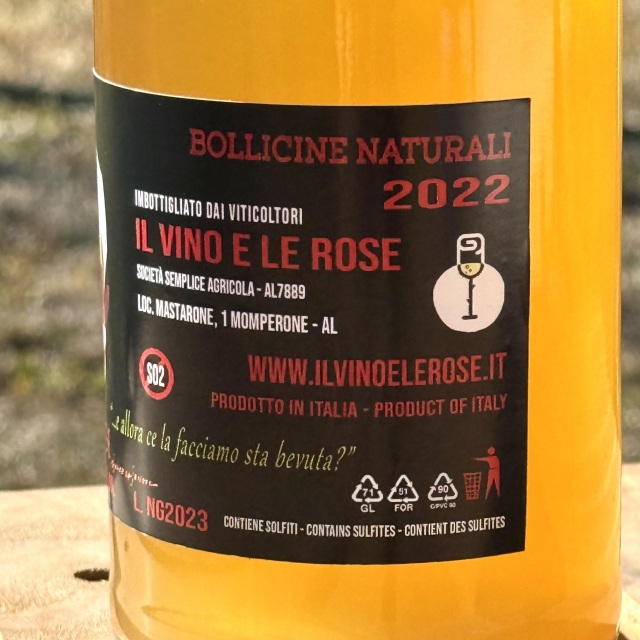 BOLLICINE NATURALI
2022
IMBOTTIGLIATO DAI VITICOLTORI
IL VINO E LE ROSE
SOCIETÀ SEMPLICE AGRICOLA - AL7889
LOC. MASTARONE, 1 MOMPERONE - AL
SO2
WWW.ILVINOELEROSE.IT
PRODOTTO IN ITALIA - PRODUCT OF ITALY
"...e allora ce la facciamo sta bevuta?"
71 51 90
GL FOR C/PVC 90
L. NG2023
CONTIENE SOLFITI - CONTAINS SULFITES - CONTIENT DES SULFITES